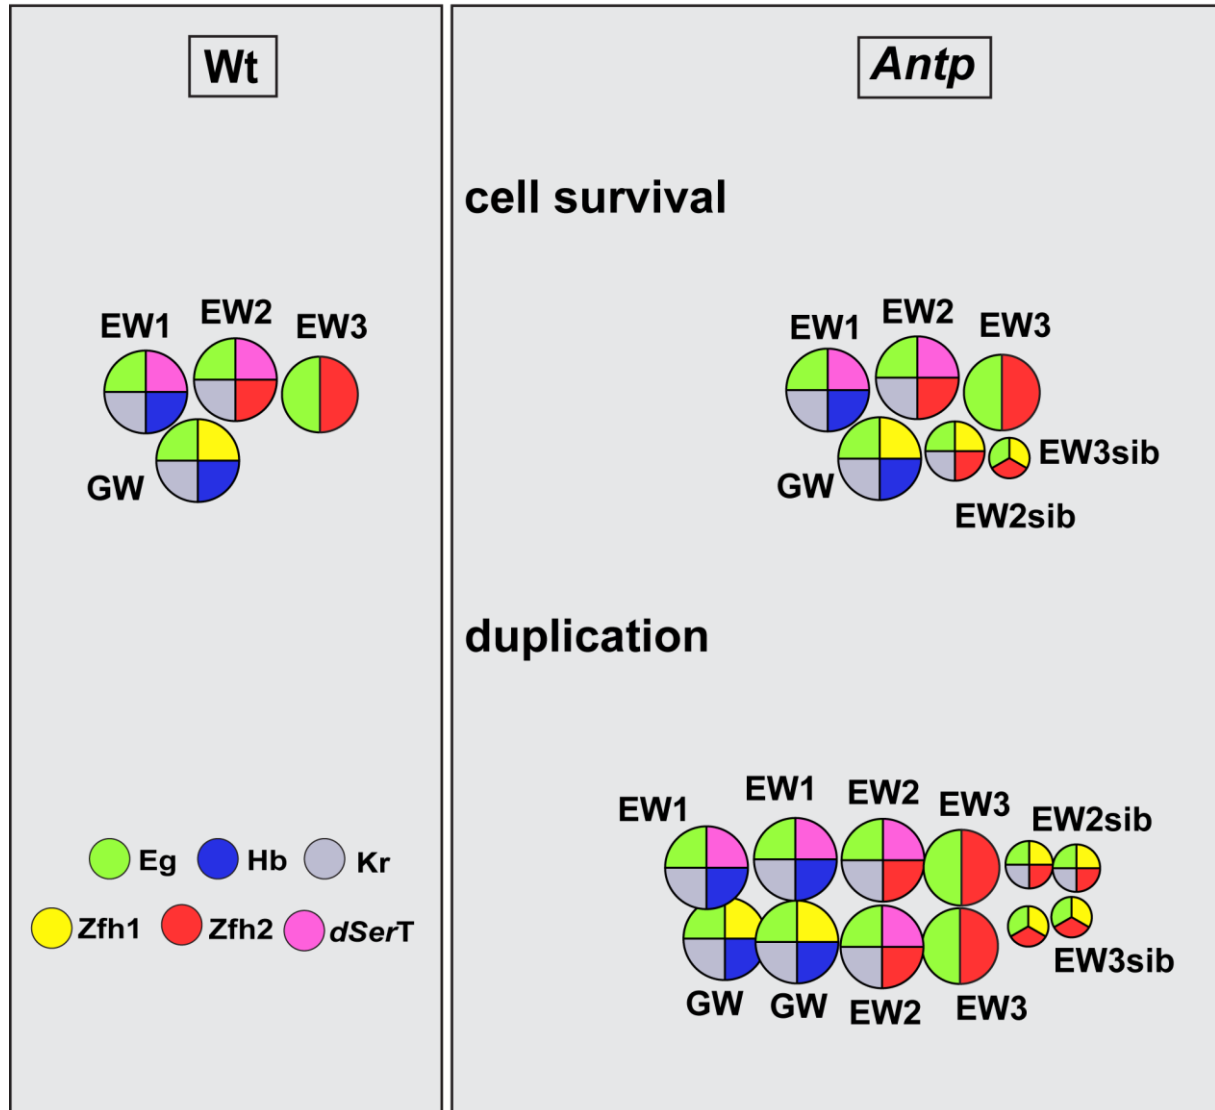 Wt
EW1 EW2 EW3
GW
Eg Hb Kr
Zfh1 Zfh2 dSerT
Antp
cell survival
EW1 EW2 EW3
GW EW2sib EW3sib
duplication
EW1 EW1 EW2 EW3 EW2sib
GW GW EW2 EW3 EW3sib